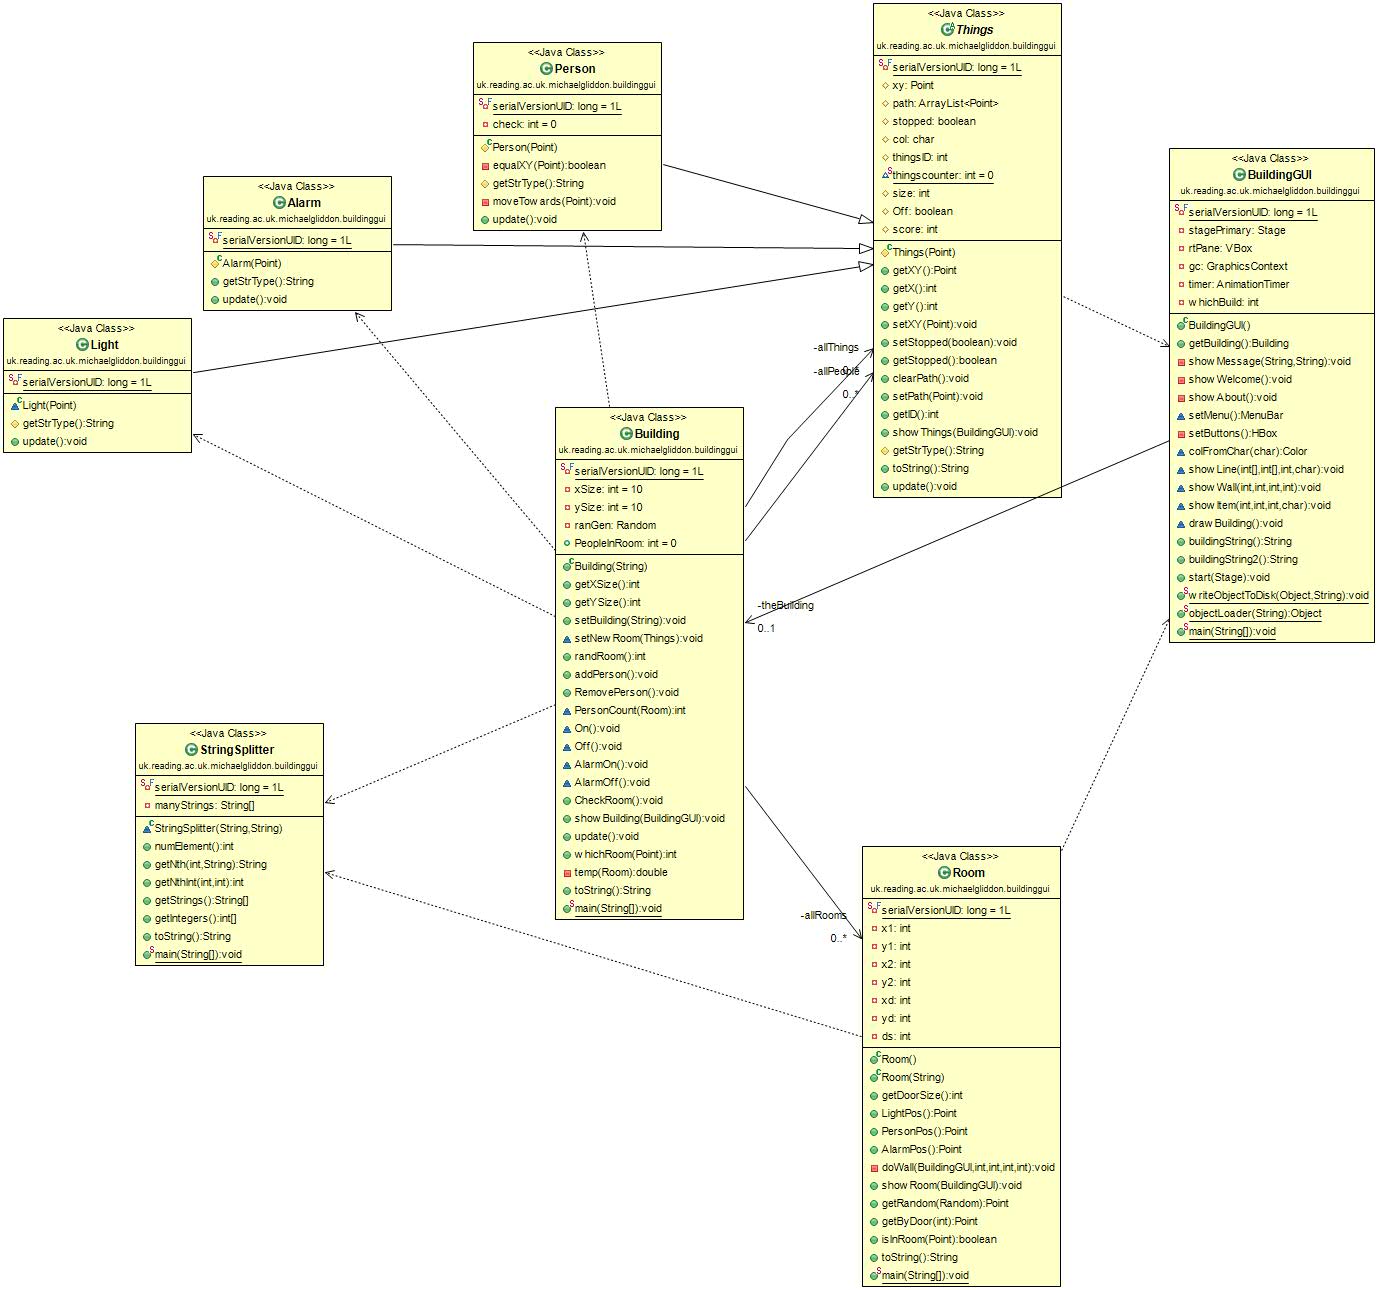 <<Java Class>>
Things
uk.reading.ac.uk.michaelgliddon.buildinggui
serialVersionUID: long = 1L
xy: Point
path: ArrayList<Point>
stopped: boolean
col: char
thingsID: int
thingscounter: int = 0
size: int
Off: boolean
score: int
Things(Point)
getXY():Point
getX():int
getY():int
setXY(Point):void
setStopped(boolean):void
getStopped():boolean
clearPath():void
setPath(Point):void
getID():int
showThings(BuildingGUI):void
getStrType():String
toString():String
update():void
<<Java Class>>
Person
uk.reading.ac.uk.michaelgliddon.buildinggui
serialVersionUID: long = 1L
check: int = 0
Person(Point)
equalXY(Point):boolean
getStrType():String
moveTowards(Point):void
update():void
<<Java Class>>
BuildingGUI
uk.reading.ac.uk.michaelgliddon.buildinggui
serialVersionUID: long = 1L
stagePrimary: Stage
rtPane: VBox
gc: GraphicsContext
timer: AnimationTimer
whichBuild: int
BuildingGUI()
getBuilding():Building
showMessage(String,String):void
showWelcome():void
showAbout():void
setMenu():MenuBar
setButtons():HBox
colFromChar(char):Color
showLine(int[],int[],int,char):void
showWall(int,int,int,int):void
showItem(int,int,int,char):void
drawBuilding():void
buildingString():String
buildingString2():String
start(Stage):void
writeObjectToDisk(Object,String):void
objectLoader(String):Object
main(String[]):void
<<Java Class>>
Alarm
uk.reading.ac.uk.michaelgliddon.buildinggui
serialVersionUID: long = 1L
Alarm(Point)
getStrType():String
update():void
<<Java Class>>
Light
uk.reading.ac.uk.michaelgliddon.buildinggui
serialVersionUID: long = 1L
Light(Point)
getStrType():String
update():void
-allThings
0..*
-allPeople
0..*
<<Java Class>>
Building
uk.reading.ac.uk.michaelgliddon.buildinggui
serialVersionUID: long = 1L
xSize: int = 10
ySize: int = 10
ranGen: Random
PeopleInRoom: int = 0
Building(String)
getXSize():int
getYSize():int
setBuilding(String):void
setNewRoom(Things):void
randRoom():int
addPerson():void
RemovePerson():void
PersonCount(Room):int
On():void
Off():void
AlarmOn():void
AlarmOff():void
CheckRoom():void
showBuilding(BuildingGUI):void
update():void
whichRoom(Point):int
temp(Room):double
toString():String
main(String[]):void
-theBuilding
0..1
<<Java Class>>
StringSplitter
uk.reading.ac.uk.michaelgliddon.buildinggui
serialVersionUID: long = 1L
manyStrings: String[]
StringSplitter(String,String)
numElement():int
getNth(int,String):String
getNthInt(int,int):int
getStrings():String[]
getIntegers():int[]
toString():String
main(String[]):void
-allRooms
0..*
<<Java Class>>
Room
uk.reading.ac.uk.michaelgliddon.buildinggui
serialVersionUID: long = 1L
x1: int
y1: int
x2: int
y2: int
xd: int
yd: int
ds: int
Room()
Room(String)
getDoorSize():int
LightPos():Point
PersonPos():Point
AlarmPos():Point
doWall(BuildingGUI,int,int,int,int):void
showRoom(BuildingGUI):void
getRandom(Random):Point
getByDoor(int):Point
isInRoom(Point):boolean
toString():String
main(String[]):void